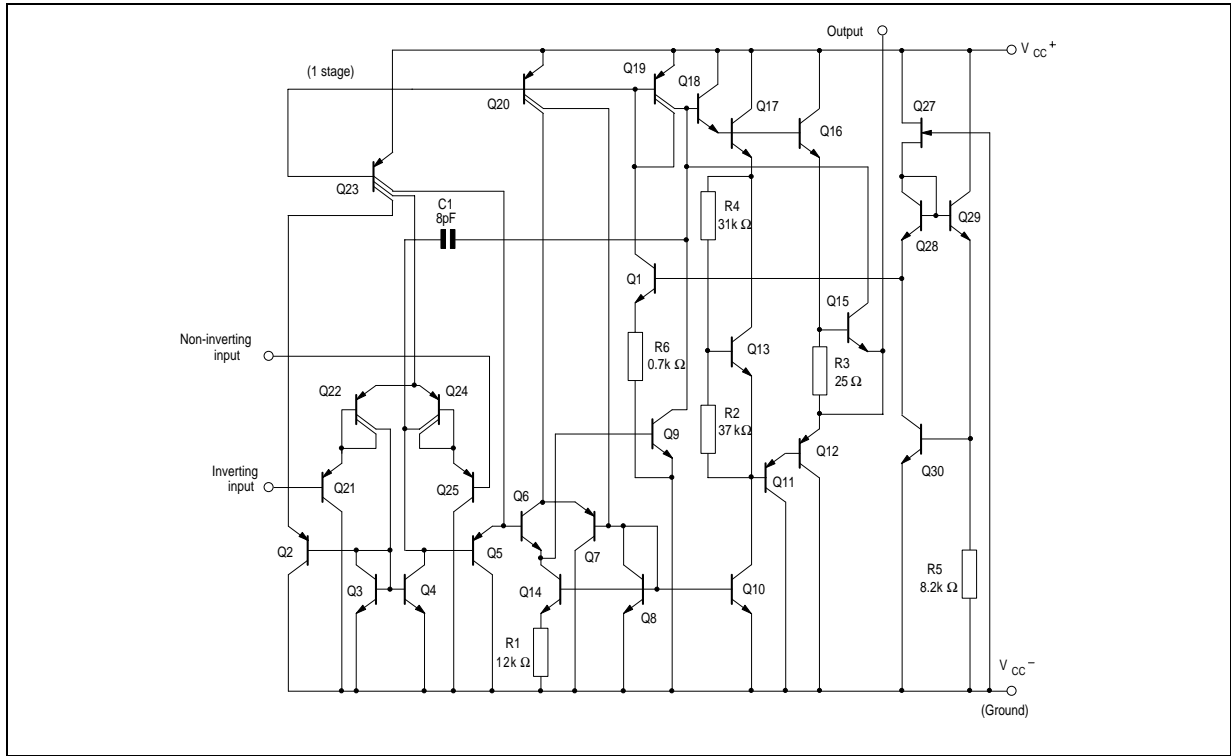 Output
V CC +
(1 stage)
Q19
Q18
Q20
Q17
Q16
Q27
Q23
C1
8pF
R4
31k Ω
Q29
Q28
Q1
Q15
Non-inverting
input
R6
0.7k Ω
Q13
R3
25 Ω
Q22
Q24
R2
37kΩ
Q9
Q12
Inverting
input
Q21
Q25
Q11
Q30
Q6
Q2
Q5
Q7
R5
8.2k Ω
Q3
Q4
Q14
Q10
Q8
R1
12k Ω
V CC −
(Ground)